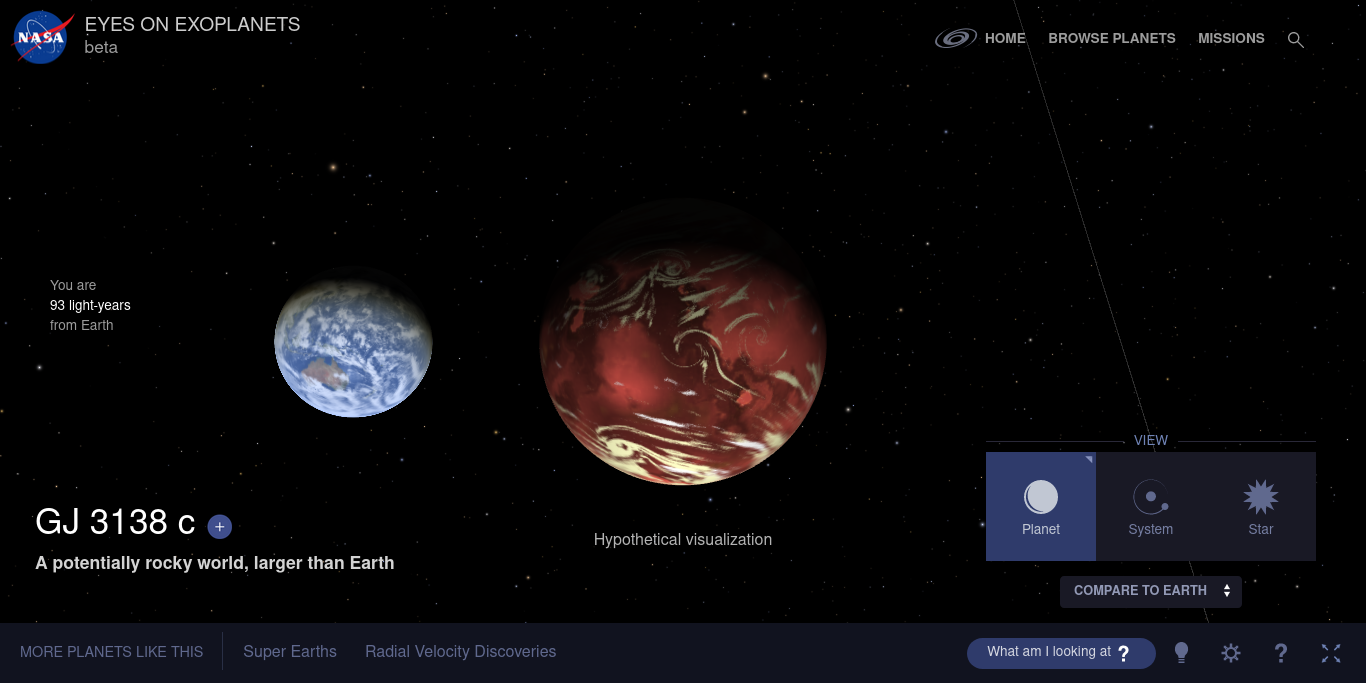 NASA
EYES ON EXOPLANETS
beta
HOME
BROWSE PLANETS
MISSIONS
You are
93 light-years
from Earth
GJ 3138 c +
A potentially rocky world, larger than Earth
Hypothetical visualization
VIEW
Planet
System
Star
COMPARE TO EARTH
MORE PLANETS LIKE THIS
Super Earths
Radial Velocity Discoveries
What am I looking at ?
?